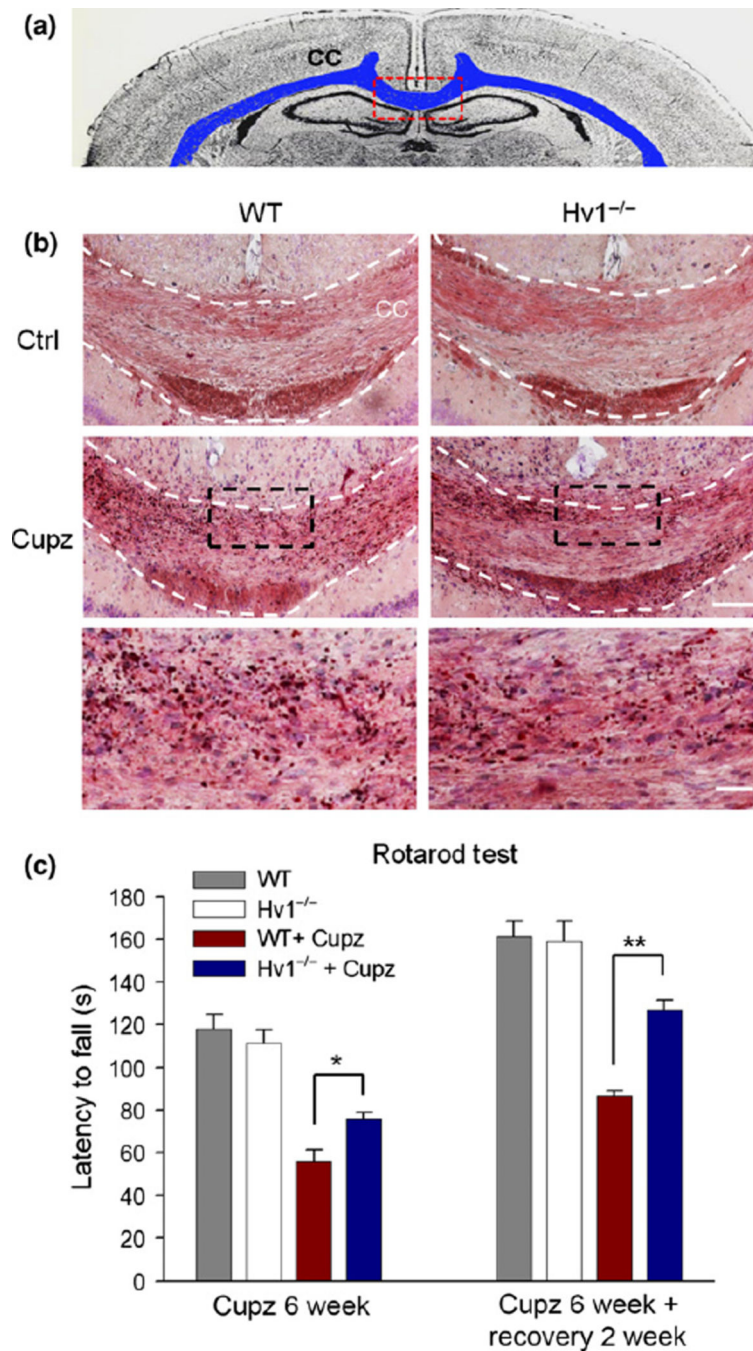 (a)
CC
WT
Hv1−/−
(b)
CC
Ctrl
Cupz
(c)
Rotarod test
WT
Hv1−/−
WT+ Cupz
Hv1−/− + Cupz
Latency to fall (s)
180
160
140
120
100
80
60
40
20
0
*
**
Cupz 6 week
Cupz 6 week +
recovery 2 week